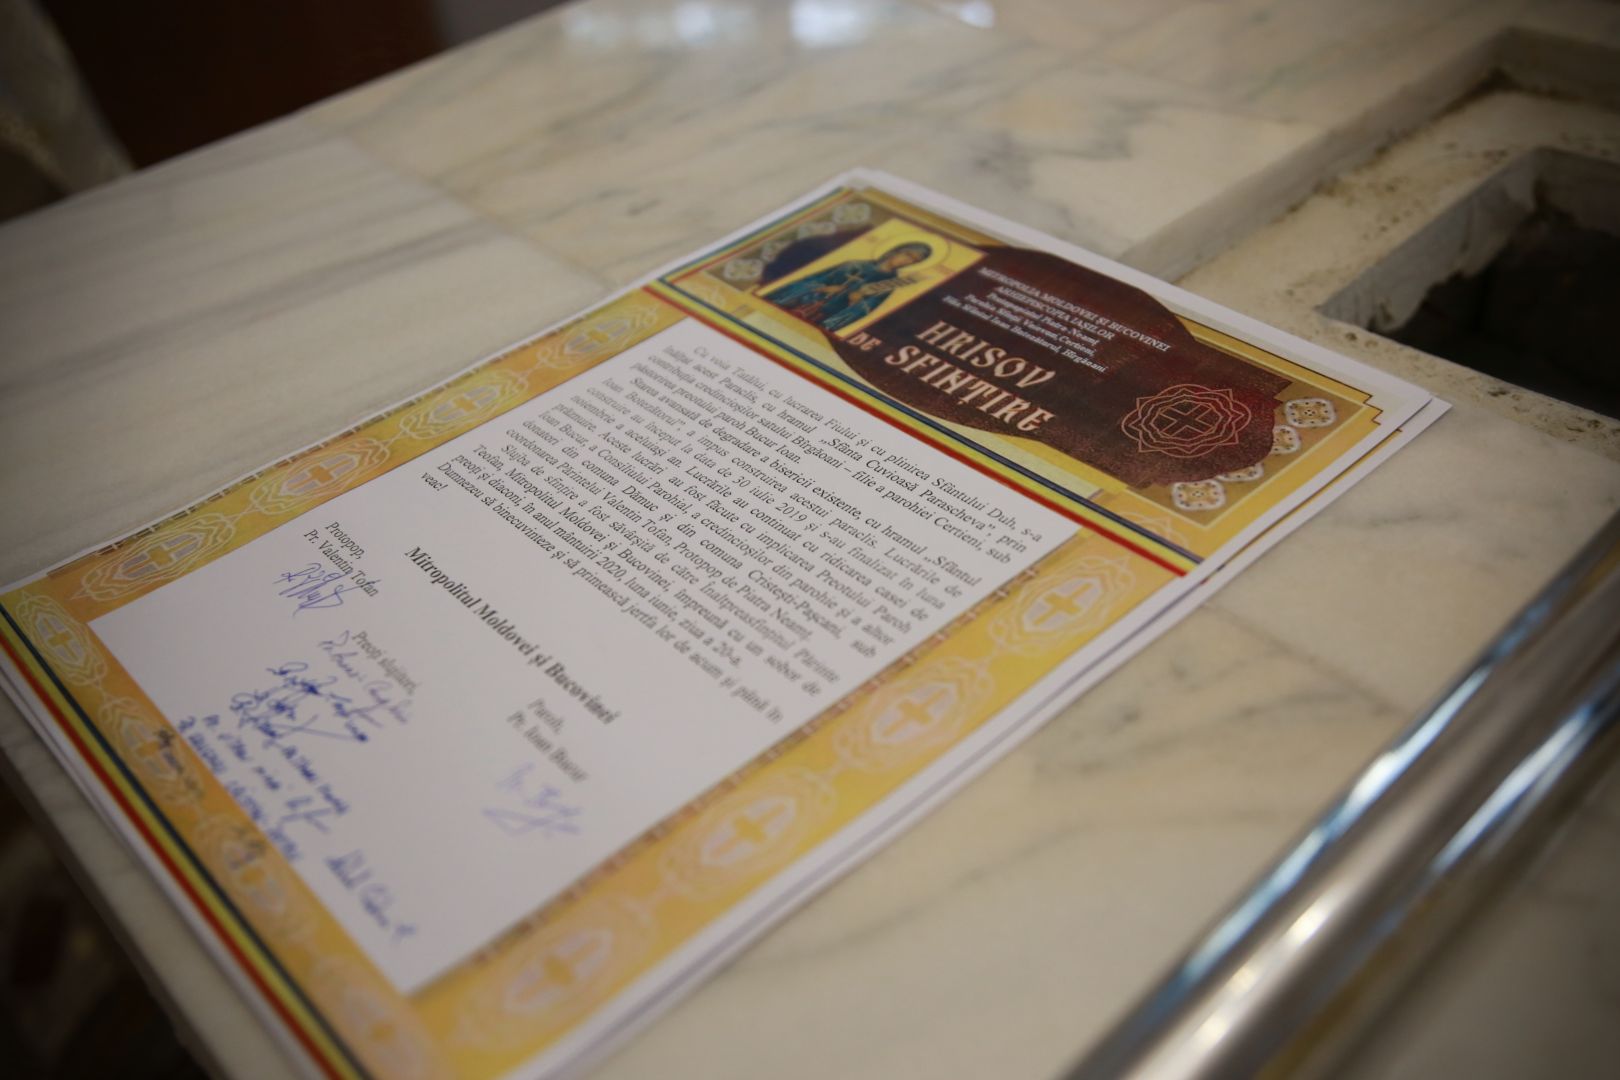 MITROPOLIA MOLDOVEI ȘI BUCOVINEI
ARHIEPISCOPIA IAȘILOR
Protopopiatul Piatra Neamț
Parohia Sfinții Voievozi, Certieni,
Filia Sfântul Ioan Botezătorul, Bîrgăoani
HRISOV
DE SFINȚIRE
Cu voia Tatălui, cu lucrarea Fiului și cu plinirea Sfântului Duh, s-a
înălțat acest Paraclis, cu hramul „Sfânta Cuvioasă Parascheva”, prin
contribuția credincioșilor satului Bîrgăoani – filie a parohiei Certieni, sub
păstorirea preotului paroh Bucur Ioan.
Starea avansată de degradare a bisericii existente, cu hramul „Sfântul
Ioan Botezătorul”, a impus construirea acestui paraclis. Lucrările de
construire au început la data de 30 iulie 2019 și s-au finalizat în luna
noiembrie a aceluiași an. Lucrările au continuat cu ridicarea casei de
prăznuire. Aceste lucrări au fost făcute cu implicarea Preotului Paroh
Ioan Bucur, a Consiliului Parohial, a credincioșilor din parohie și a altor
donatori din comuna Dănuc și din comuna Cristești-Pașcani, sub
coordonarea Părintelui Valentin Tofan, Protopop de Piatra Neamț.
Slujba de sfințire a fost săvârșită de către Înaltpreasfințitul Părinte
Teofan, Mitropolitul Moldovei și Bucovinei, împreună cu un sobor de
preoți și diaconi, în anul mântuirii 2020, luna iunie, ziua a 20-a.
Dumnezeu să binecuvinteze și să primească jertfa lor de acum și până în
veac!
Mitropolitul Moldovei și Bucovinei
Protopop,
Pr. Valentin Tofan
Paroh,
Pr. Ioan Bucur
Preoți slujitori,